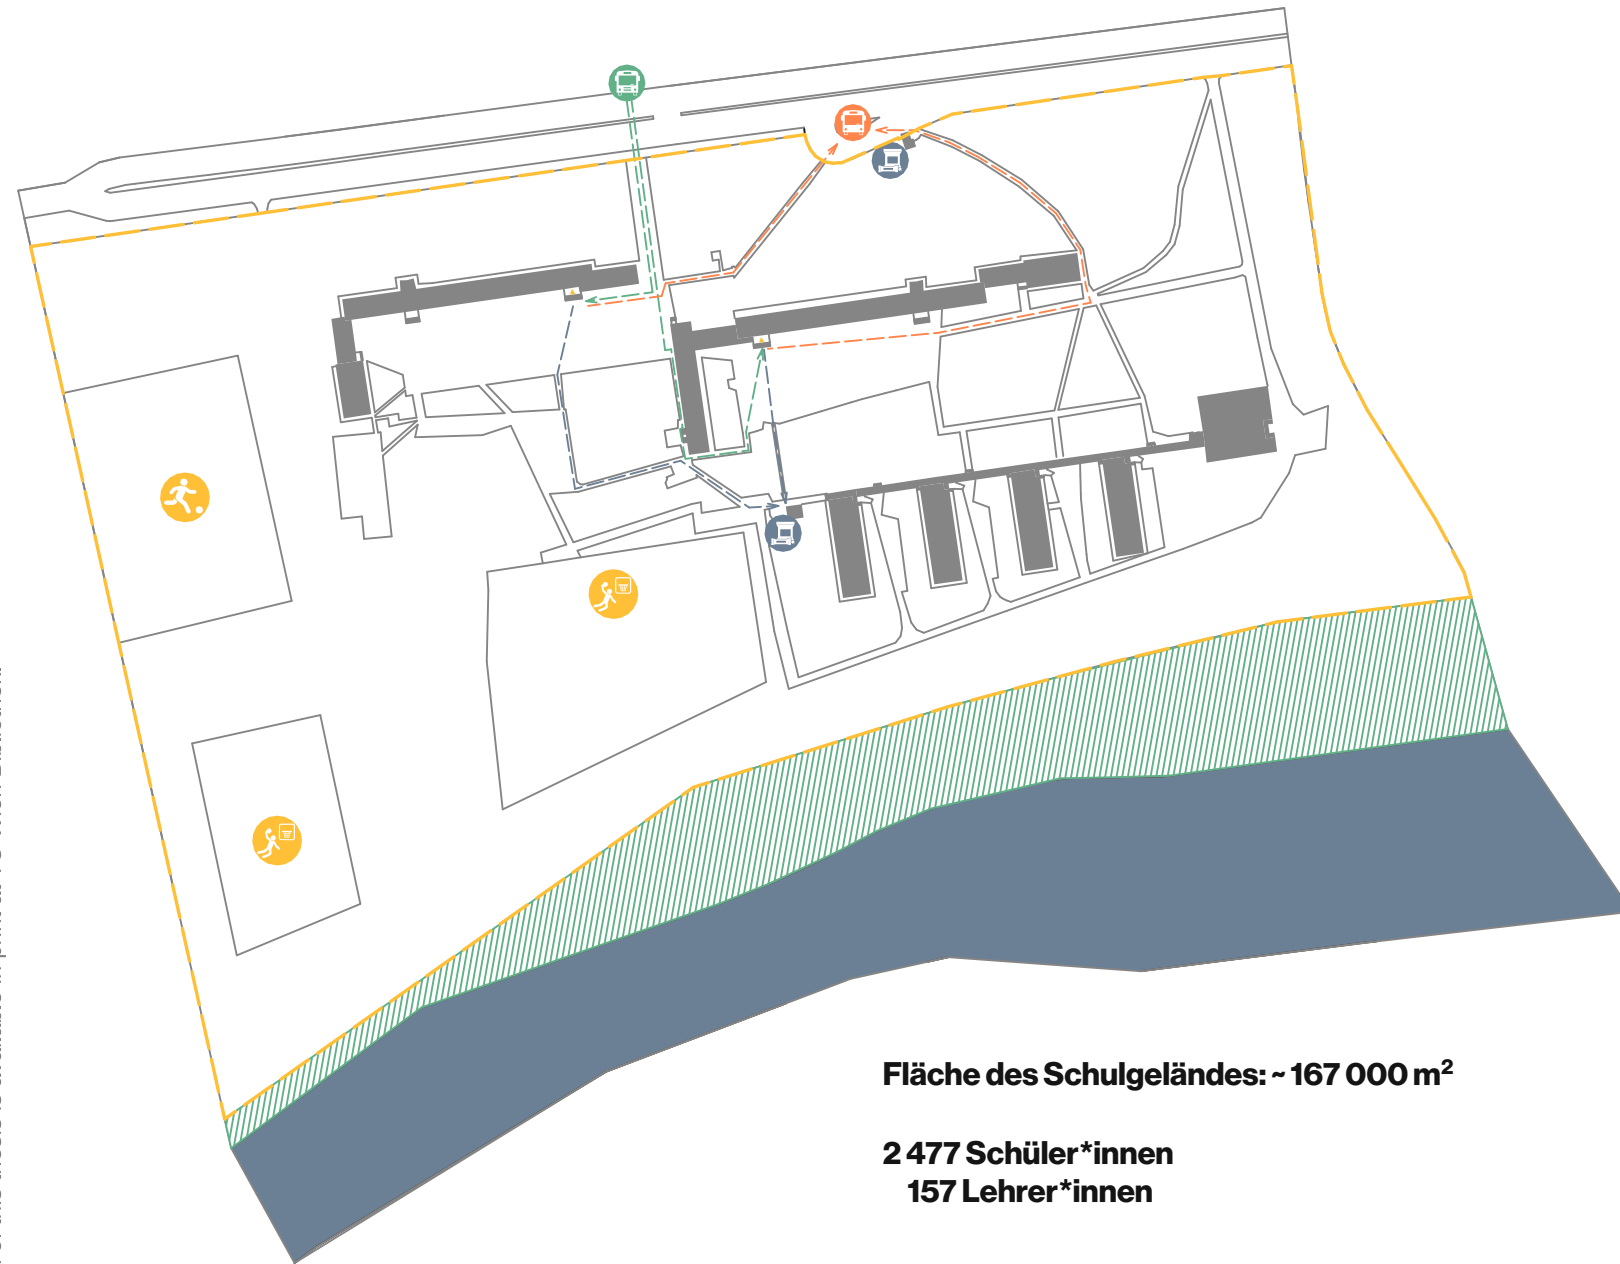 Fläche des Schulgeländes: ~ 167 000 m²
2 477 Schüler*innen
157 Lehrer*innen